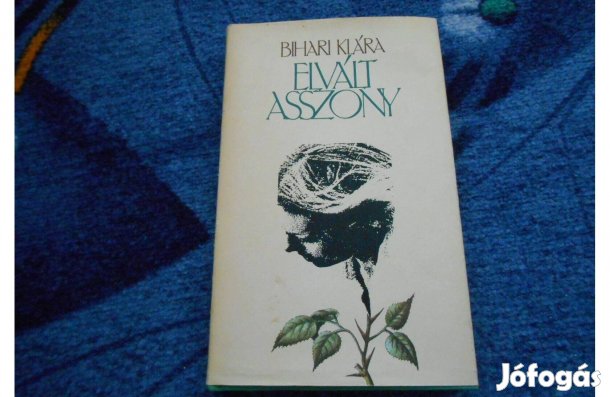 BIHARI KLÁRA
ELVÁLT
ASSZONY
Jófogás